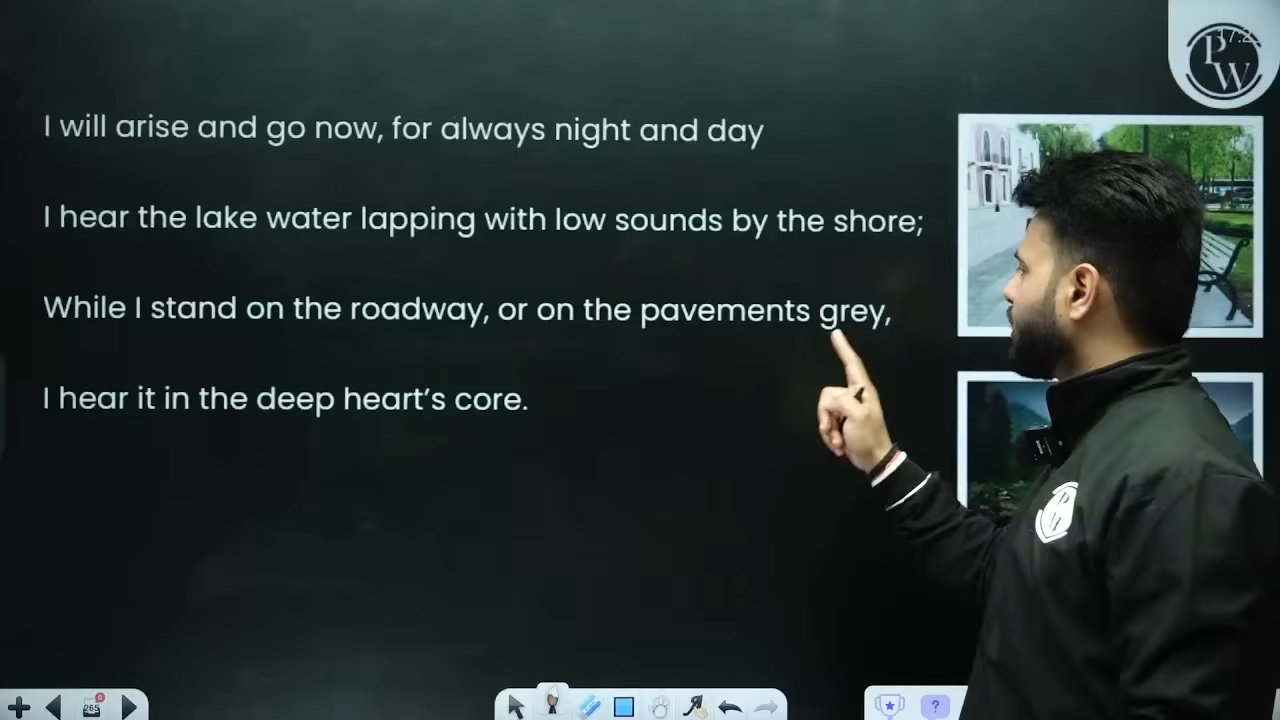 I will arise and go now, for always night and day
I hear the lake water lapping with low sounds by the shore;
While I stand on the roadway, or on the pavements grey,
I hear it in the deep heart's core.
PW
265
?